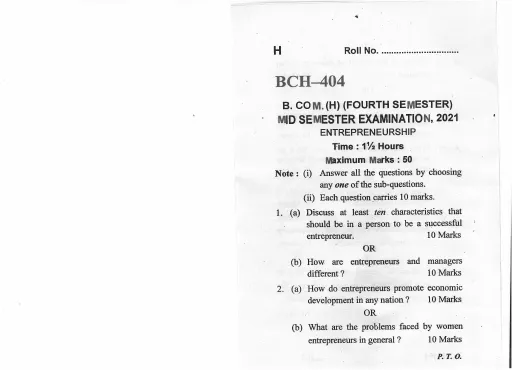 H Roll No. ...............................
BCH–404
B. COM. (H) (FOURTH SEMESTER)
MID SEMESTER EXAMINATION, 2021
ENTREPRENEURSHIP
Time : 1½ Hours
Maximum Marks : 50
Note : (i) Answer all the questions by choosing
any one of the sub-questions.
(ii) Each question carries 10 marks.
1. (a) Discuss at least ten characteristics that
should be in a person to be a successful
entrepreneur. 10 Marks
OR
(b) How are entrepreneurs and managers
different ? 10 Marks
2. (a) How do entrepreneurs promote economic
development in any nation ? 10 Marks
OR
(b) What are the problems faced by women
entrepreneurs in general ? 10 Marks
P. T. O.